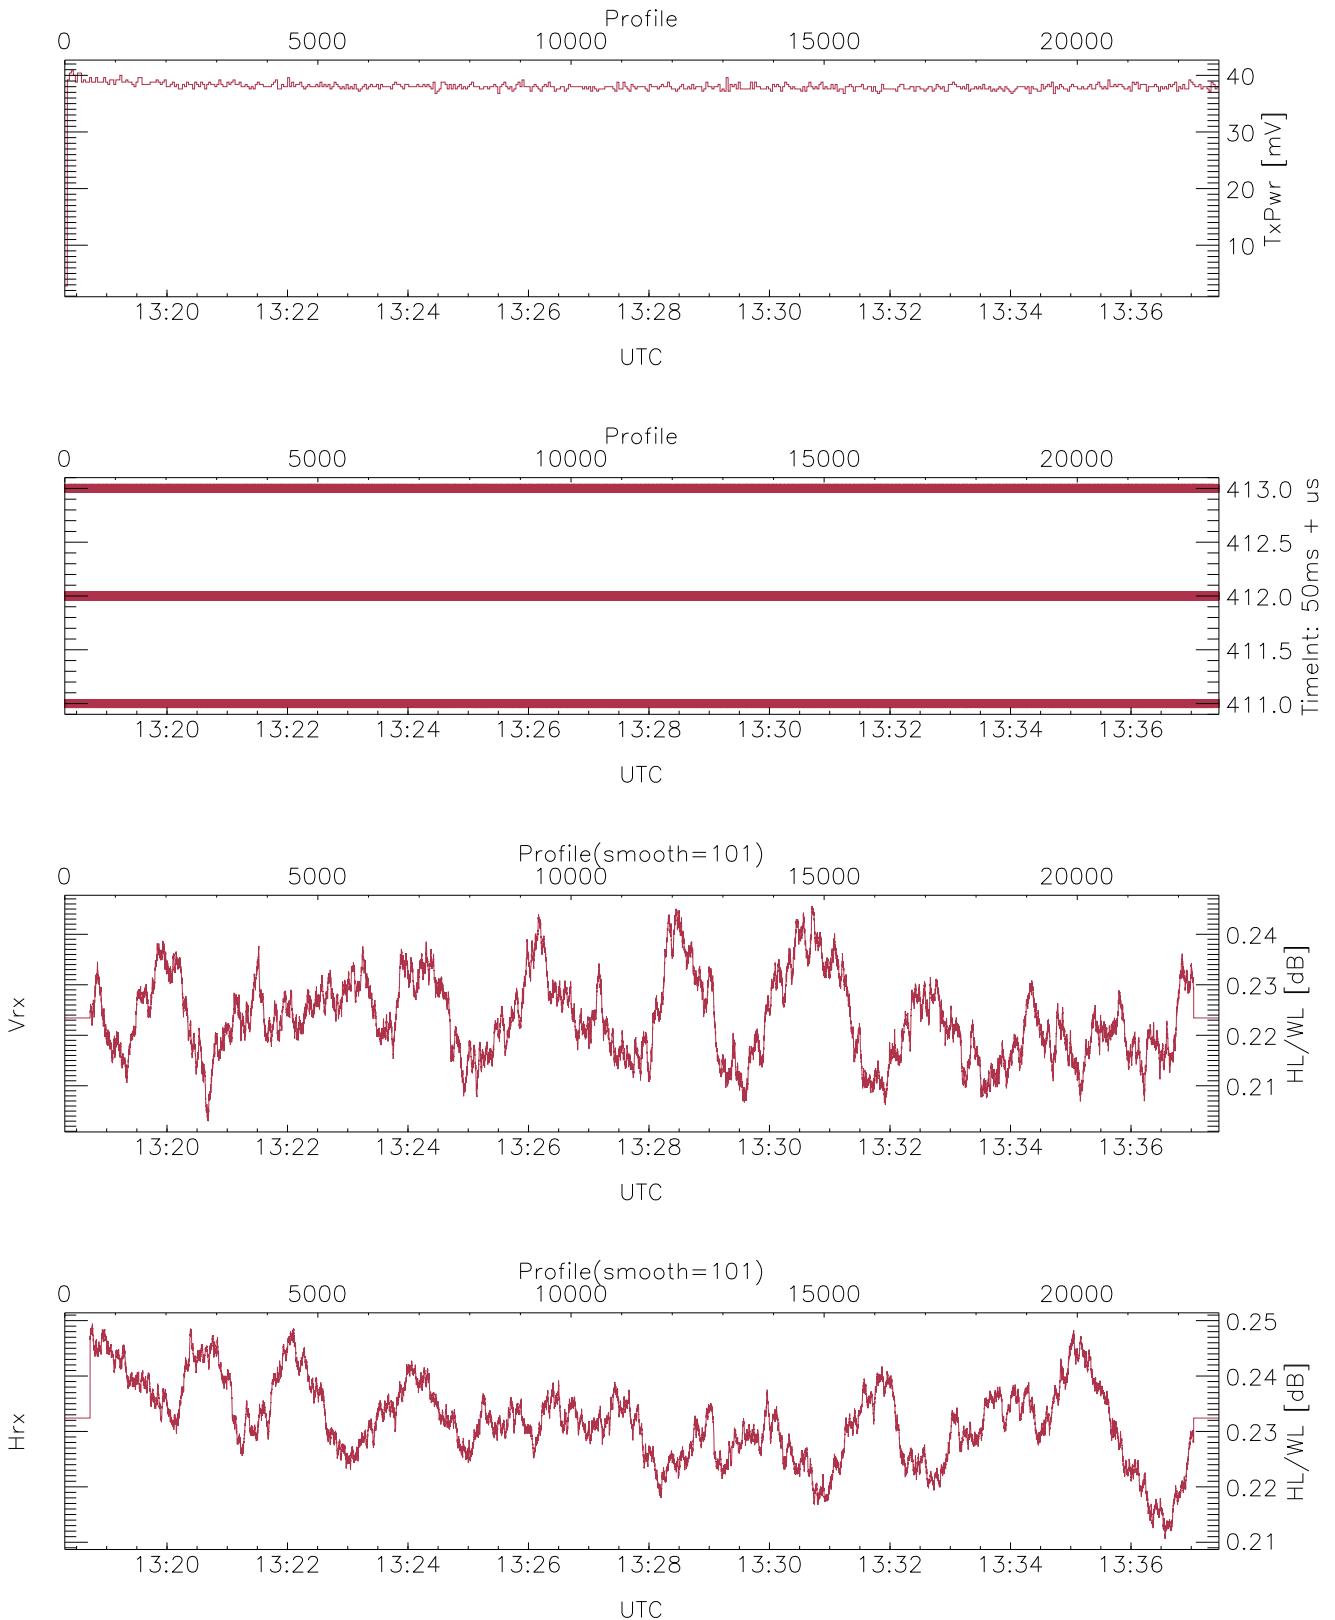 Profile
0 5000 10000 15000 20000
40
30
20
10
TxPwr [mV]
13:20 13:22 13:24 13:26 13:28 13:30 13:32 13:34 13:36
UTC
Profile
0 5000 10000 15000 20000
413.0
412.5
412.0
411.5
411.0
TimeInt: 50ms + us
13:20 13:22 13:24 13:26 13:28 13:30 13:32 13:34 13:36
UTC
Profile(smooth=101)
0 5000 10000 15000 20000
Vrx
0.24
0.23
0.22
0.21
HL/WL [dB]
13:20 13:22 13:24 13:26 13:28 13:30 13:32 13:34 13:36
UTC
Profile(smooth=101)
0 5000 10000 15000 20000
Hrx
0.25
0.24
0.23
0.22
0.21
HL/WL [dB]
13:20 13:22 13:24 13:26 13:28 13:30 13:32 13:34 13:36
UTC